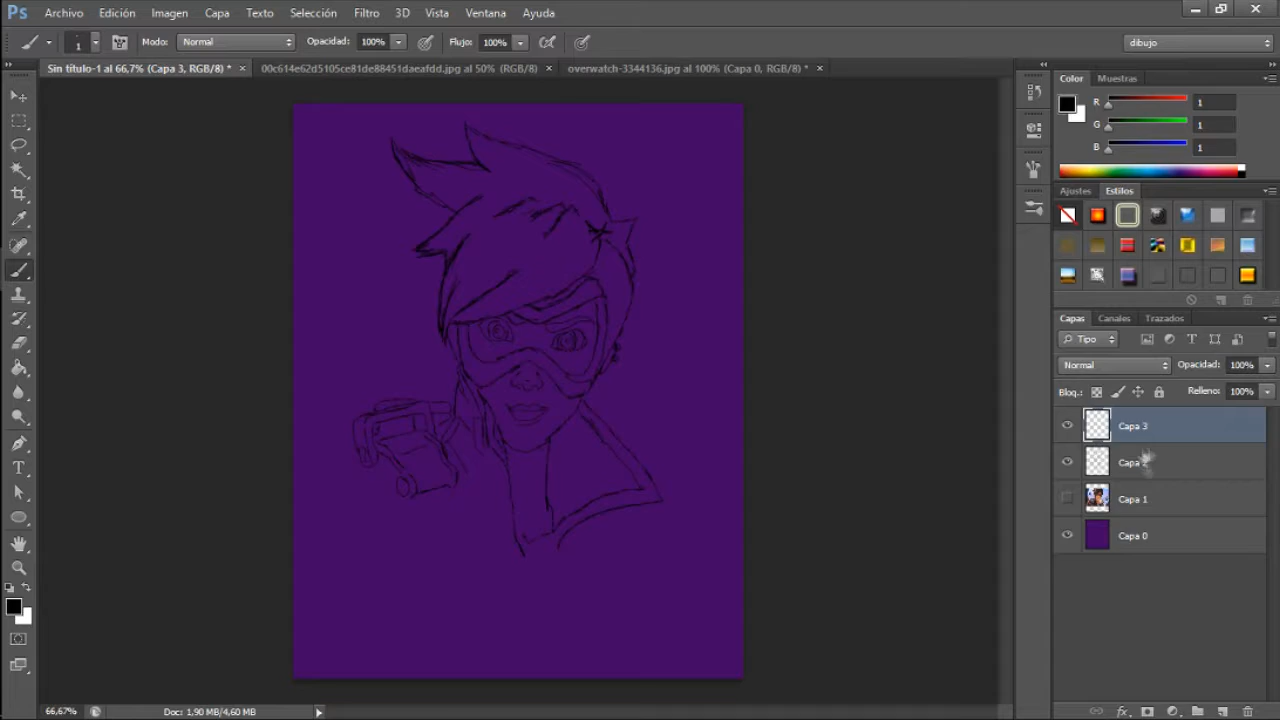 Ps Archivo Edición Imagen Capa Texto Selección Filtro 3D Vista Ventana Ayuda
1 Modo: Normal Opacidad: 100% Flujo: 100% dibujo
Sin título-1 al 66,7% (Capa 3, RGB/8) * × 00c614e62d5105ce81de88451daeafdd.jpg al 50% (RGB/8) × overwatch-3344136.jpg al 100% (Capa 0, RGB/8) * ×
Color Muestras
R 1
G 1
B 1
Ajustes Estilos
Capas Canales Trazados
Tipo
Normal Opacidad: 100%
Bloq.: Relleno: 100%
Capa 3
Capa 2
Capa 1
Capa 0
66,67% Doc: 1,90 MB/4,60 MB